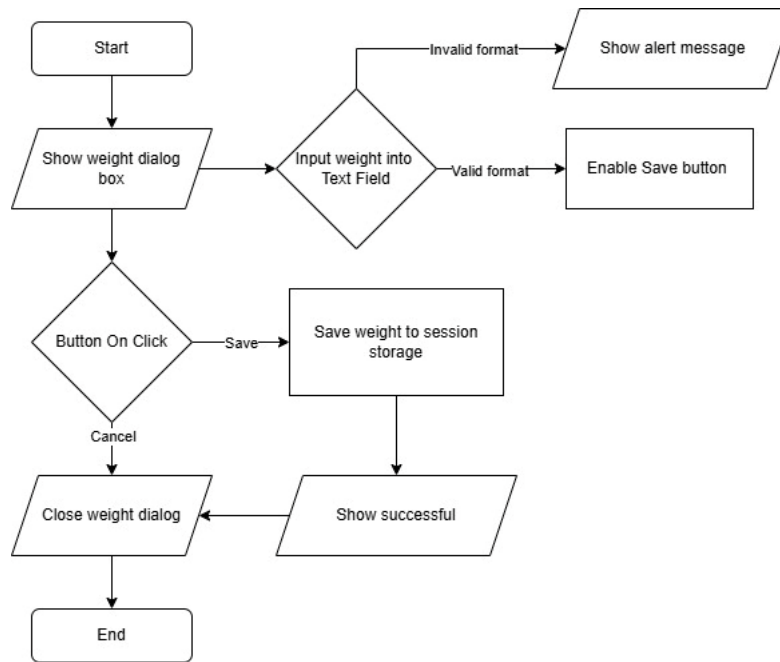 Start
Invalid format
Show alert message
Show weight dialog
box
Input weight into
Text Field
Valid format
Enable Save button
Button On Click
Save
Save weight to session
storage
Cancel
Close weight dialog
Show successful
End